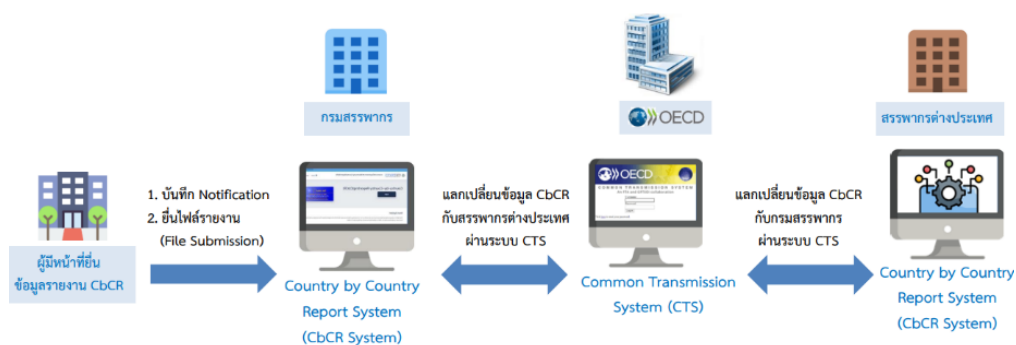 กรมสรรพากร
OECD
สรรพากรต่างประเทศ
ผู้มีหน้าที่ยื่น
ข้อมูลรายงาน CbCR
1. บันทึก Notification
2. ยื่นไฟล์รายงาน
(File Submission)
Country by Country
Report System
(CbCR System)
แลกเปลี่ยนข้อมูล CbCR
กับสรรพากรต่างประเทศ
ผ่านระบบ CTS
OECD
COMMON TRANSMISSION SYSTEM
Common Transmission
System (CTS)
แลกเปลี่ยนข้อมูล CbCR
กับกรมสรรพากร
ผ่านระบบ CTS
Country by Country
Report System
(CbCR System)